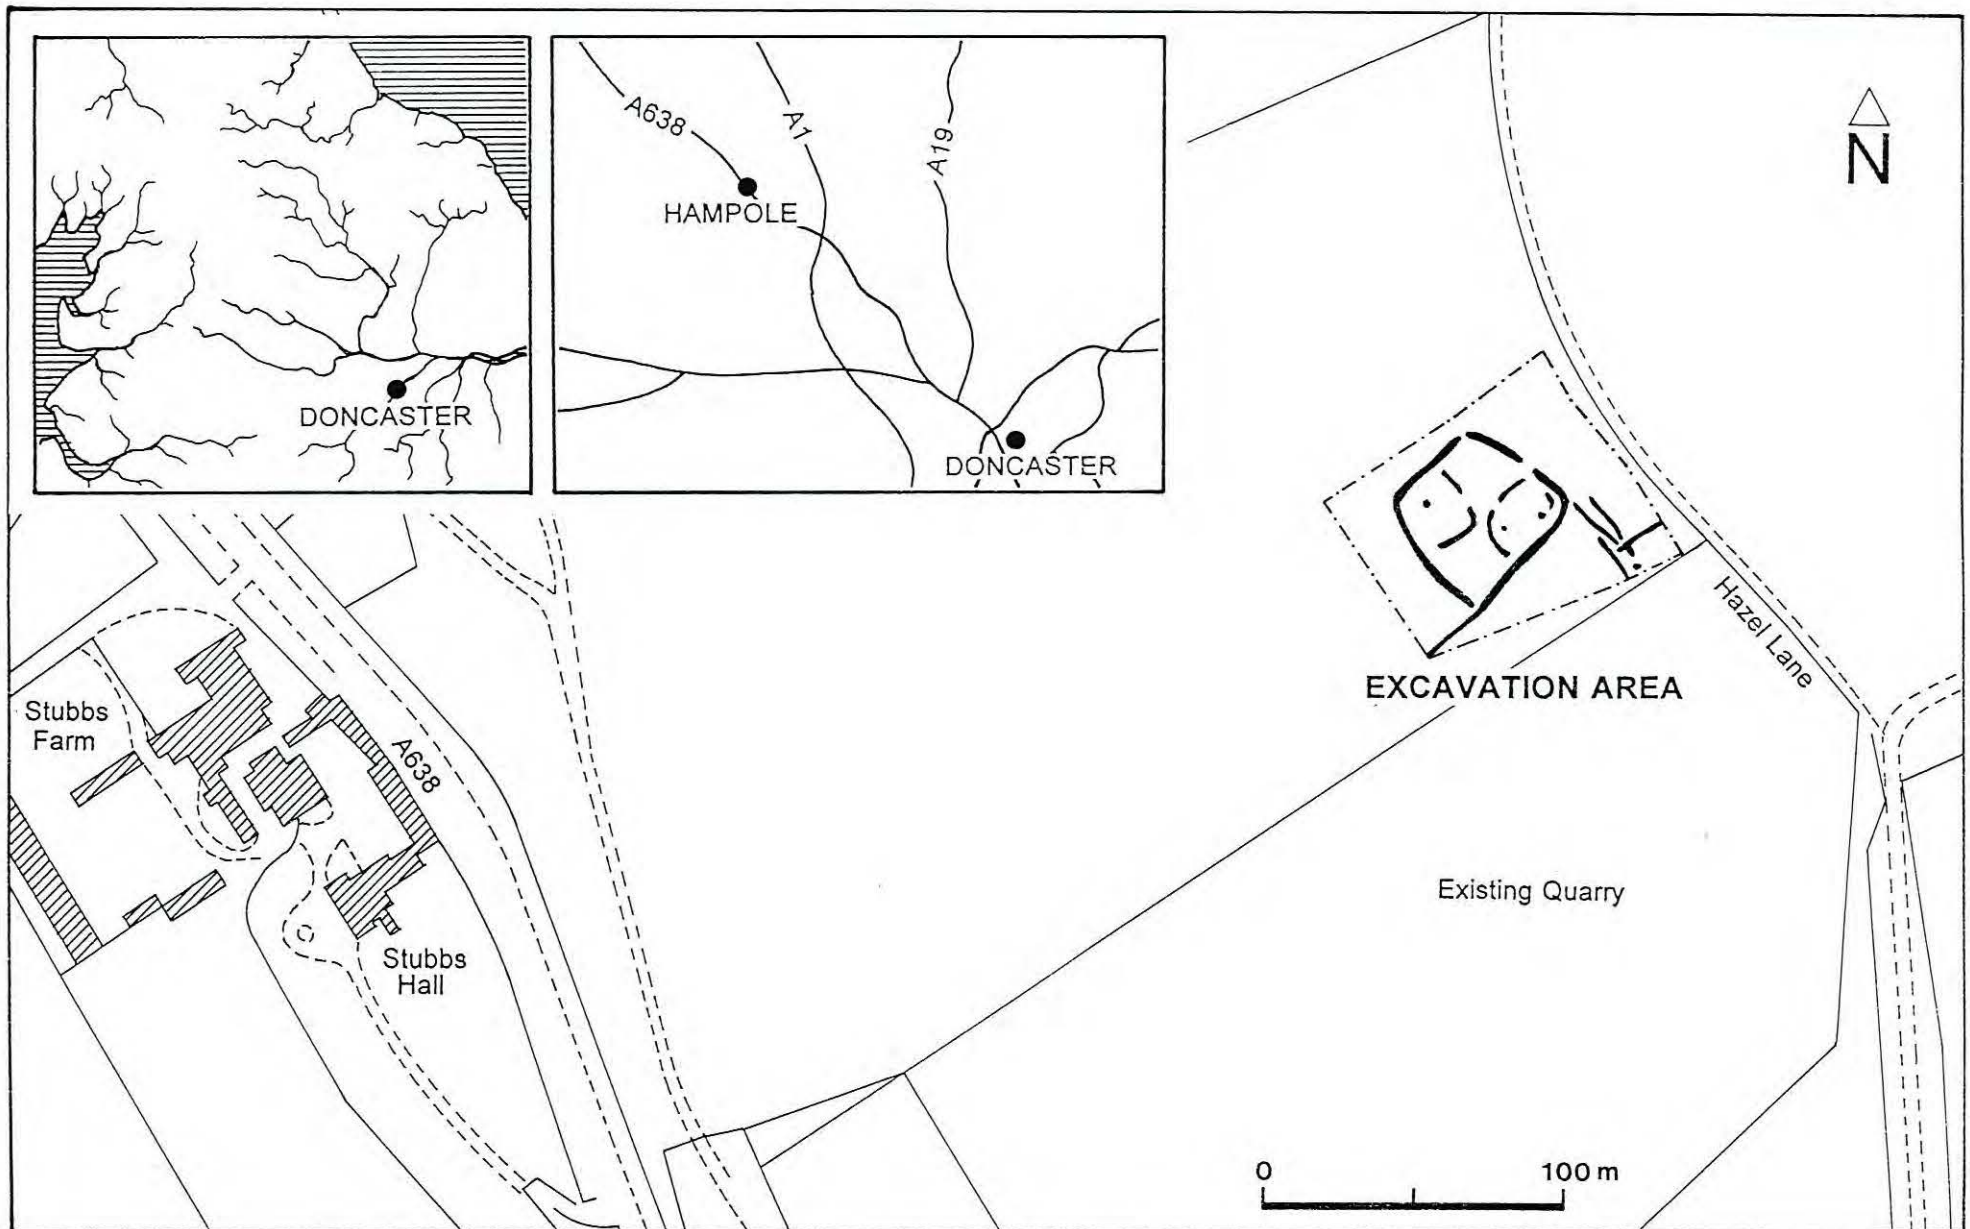 DONCASTER
A638
A1
A19
HAMPOLE
DONCASTER
N
Hazel Lane
EXCAVATION AREA
Stubbs
Farm
A638
Existing Quarry
Stubbs
Hall
0
100 m